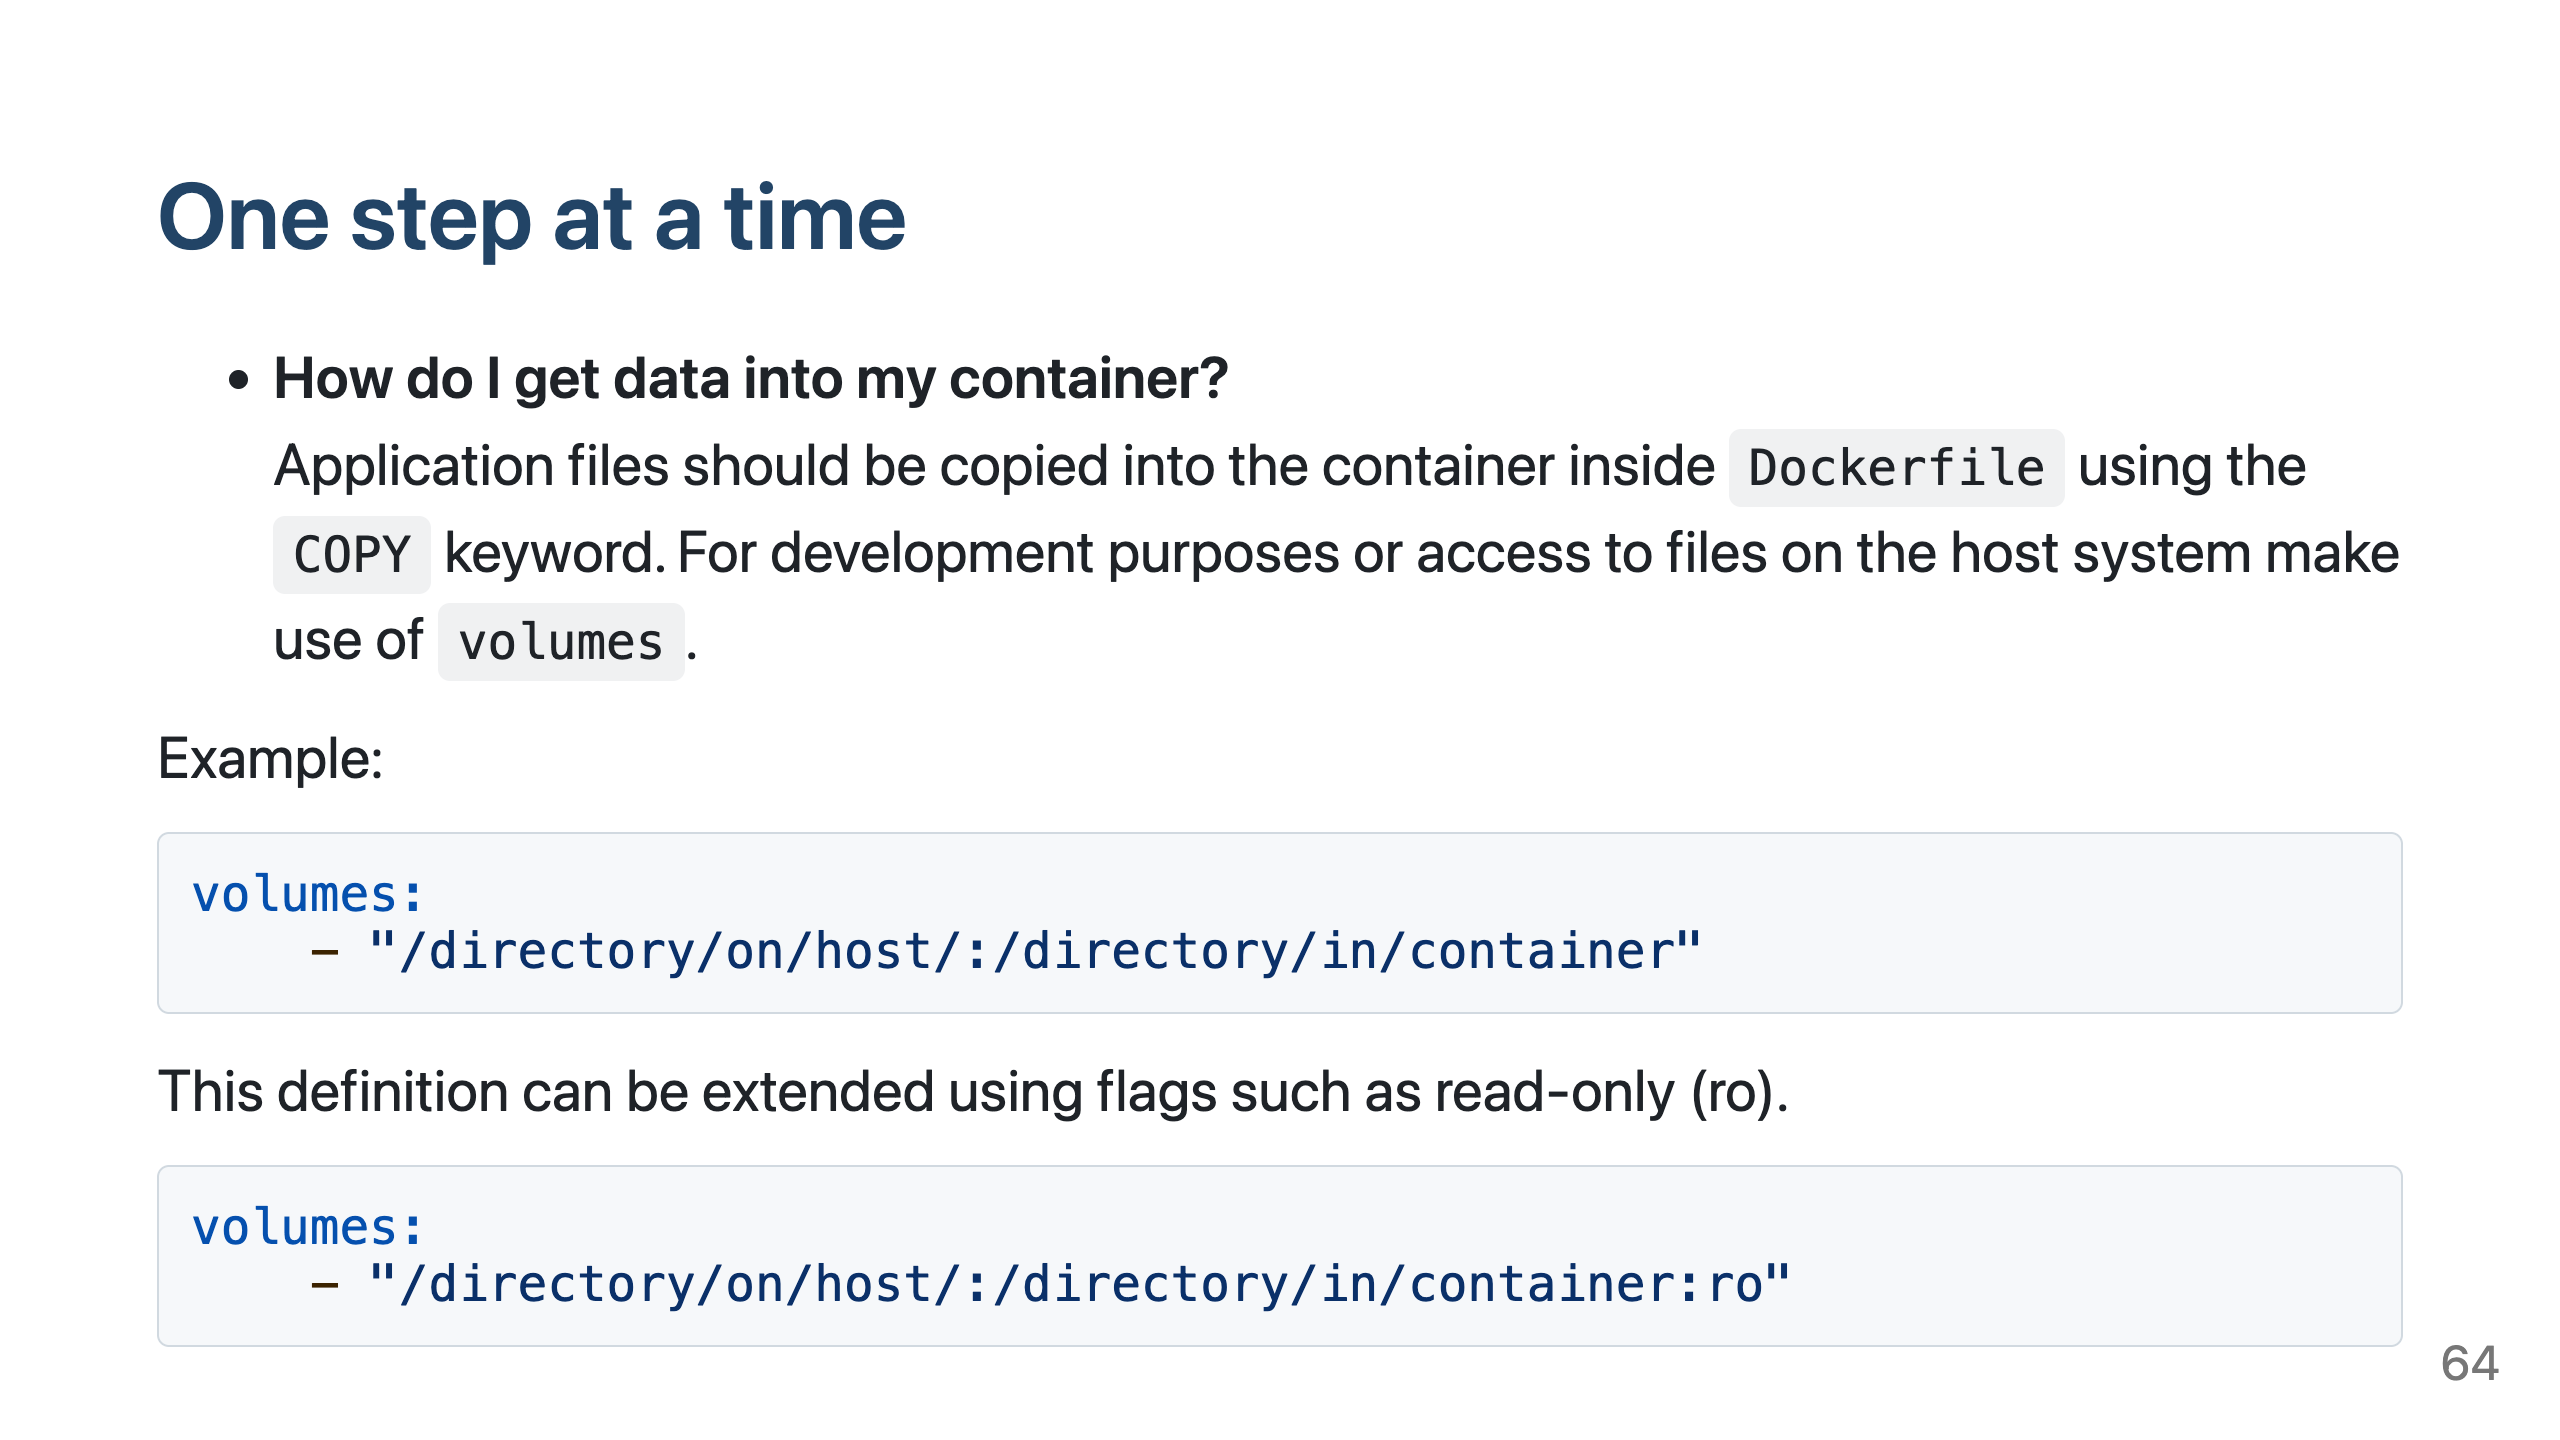 One step at a time
• How do I get data into my container?
Application files should be copied into the container inside Dockerfile using the
COPY keyword. For development purposes or access to files on the host system make
use of volumes .
Example:
volumes:
    - "/directory/on/host/:/directory/in/container"
This definition can be extended using flags such as read-only (ro).
volumes:
    - "/directory/on/host/:/directory/in/container:ro"
64